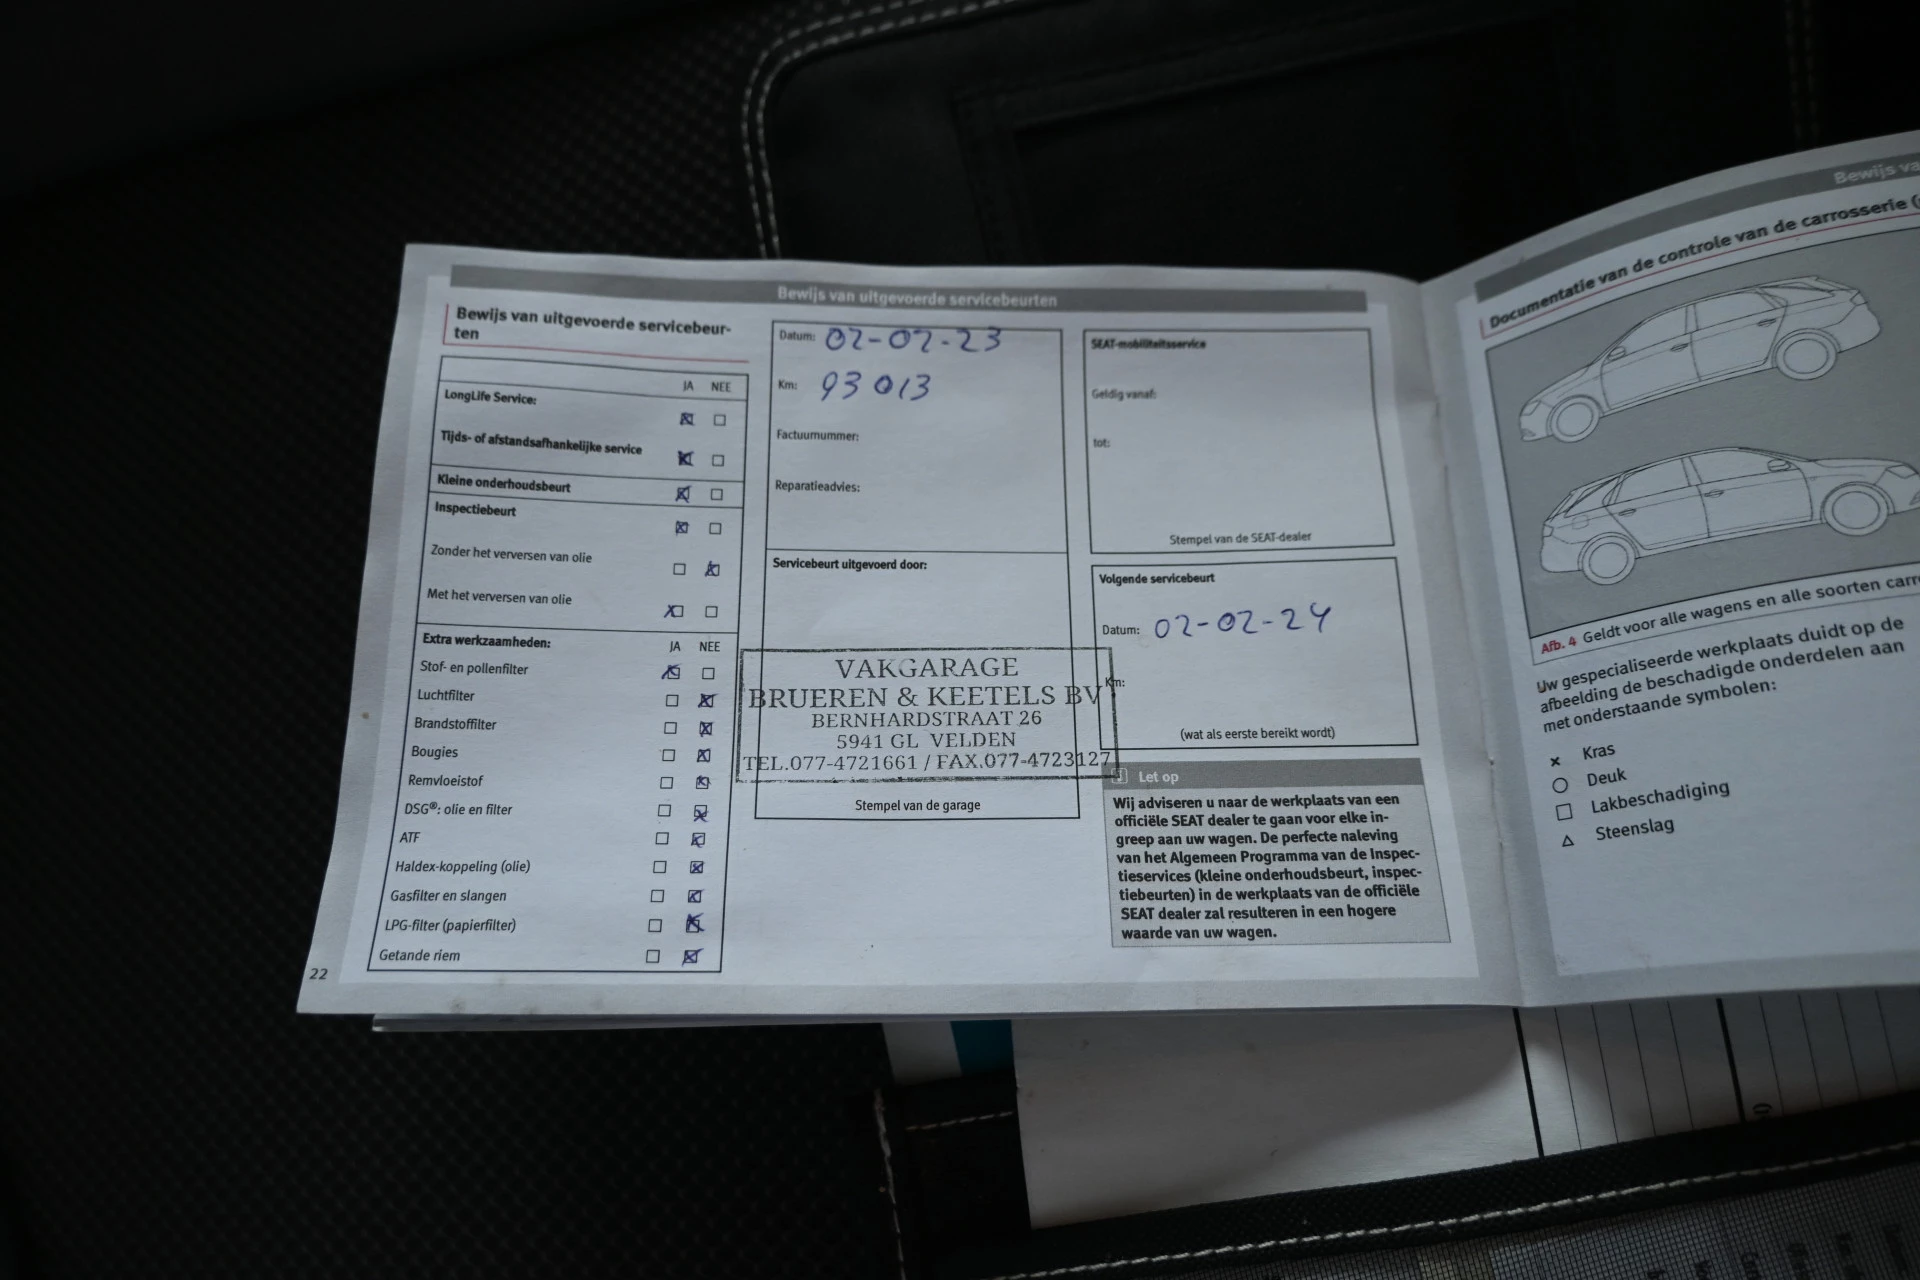 Bewijs van uitgevoerde servicebeurten
Bewijs van uitgevoerde servicebeur-
ten
JA NEE
LongLife Service:
Tijds- of afstandsafhankelijke service
Kleine onderhoudsbeurt
Inspectiebeurt
Zonder het verversen van olie
Met het verversen van olie
Extra werkzaamheden: JA NEE
Stof- en pollenfilter
Luchtfilter
Brandstoffilter
Bougies
Remvloeistof
DSG®: olie en filter
ATF
Haldex-koppeling (olie)
Gasfilter en slangen
LPG-filter (papierfilter)
Getande riem
22
Datum: 02-02-23
Km: 93013
Factuurnummer:
Reparatieadvies:
Servicebeurt uitgevoerd door:
VAKGARAGE
BRUEREN & KEETELS BV
BERNHARDSTRAAT 26
5941 GL VELDEN
TEL.077-4721661 / FAX.077-4723127
Stempel van de garage
SEAT-mobiliteitsservice
Geldig vanaf:
tot:
Stempel van de SEAT-dealer
Volgende servicebeurt
Datum: 02-02-24
Km:
(wat als eerste bereikt wordt)
Let op
Wij adviseren u naar de werkplaats van een
officiële SEAT dealer te gaan voor elke in-
greep aan uw wagen. De perfecte naleving
van het Algemeen Programma van de Inspec-
tieservices (kleine onderhoudsbeurt, inspec-
tiebeurten) in de werkplaats van de officiële
SEAT dealer zal resulteren in een hogere
waarde van uw wagen.
Bewijs va
Documentatie van de controle van de carrosserie (
Afb. 4 Geldt voor alle wagens en alle soorten carr
Uw gespecialiseerde werkplaats duidt op de
afbeelding de beschadigde onderdelen aan
met onderstaande symbolen:
Kras
Deuk
Lakbeschadiging
Steenslag